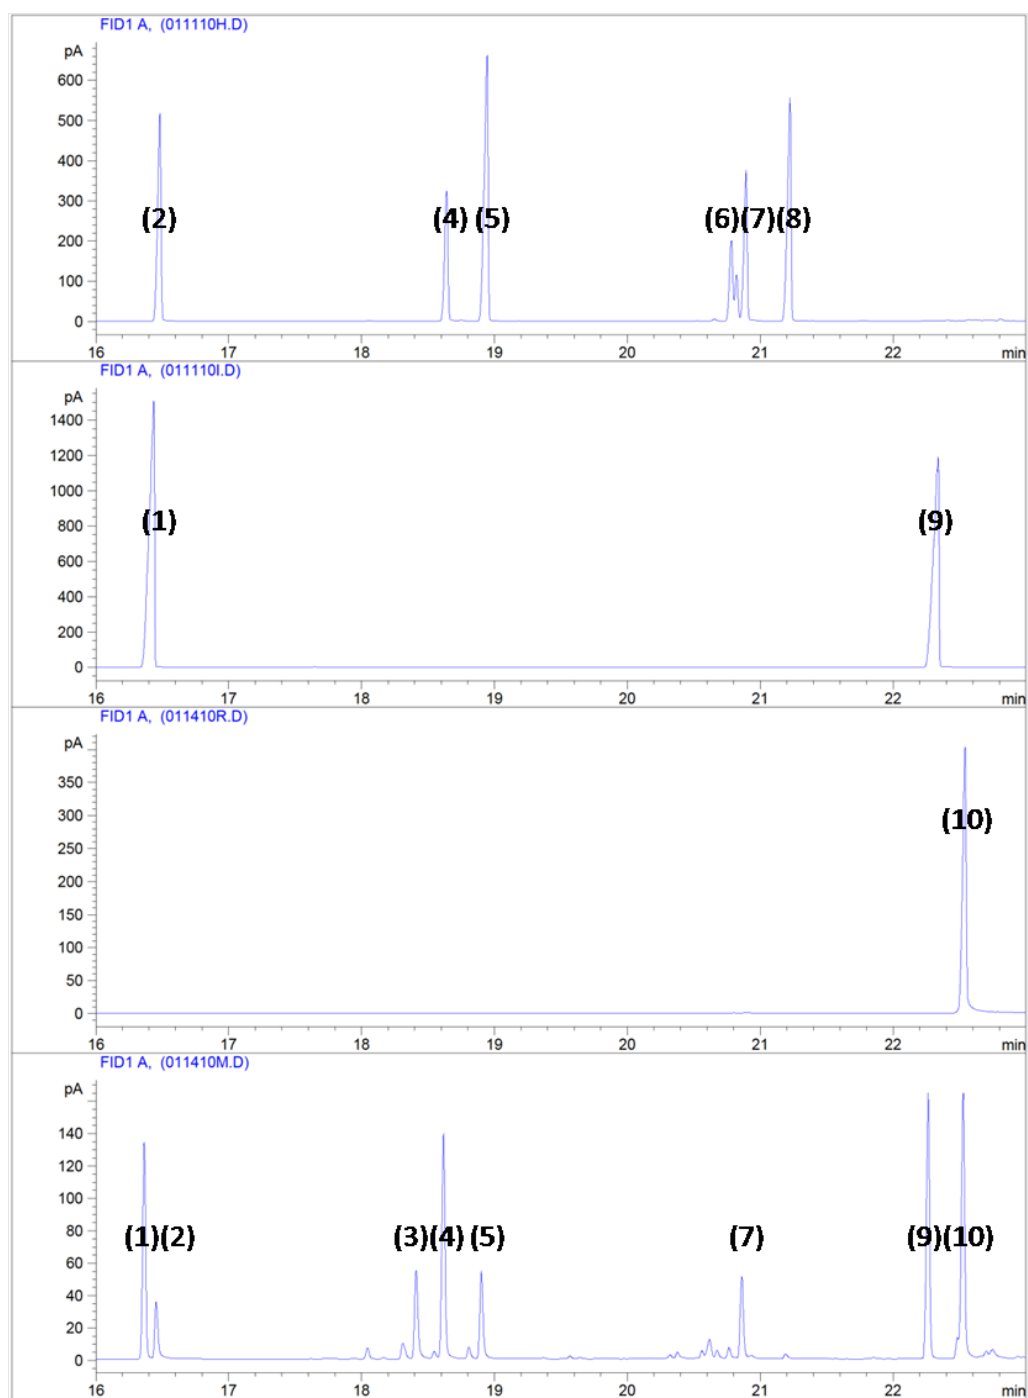 FID1 A, (011110H.D)
pA
600
500
400
300
200
100
0
(2) (4) (5) (6) (7) (8)
16 17 18 19 20 21 22 min
FID1 A, (011110I.D)
pA
1400
1200
1000
800
600
400
200
0
(1) (9)
16 17 18 19 20 21 22 min
FID1 A, (011410R.D)
pA
350
300
250
200
150
100
50
0
(10)
16 17 18 19 20 21 22 min
FID1 A, (011410M.D)
pA
140
120
100
80
60
40
20
0
(1) (2) (3) (4) (5) (7) (9) (10)
16 17 18 19 20 21 22 min